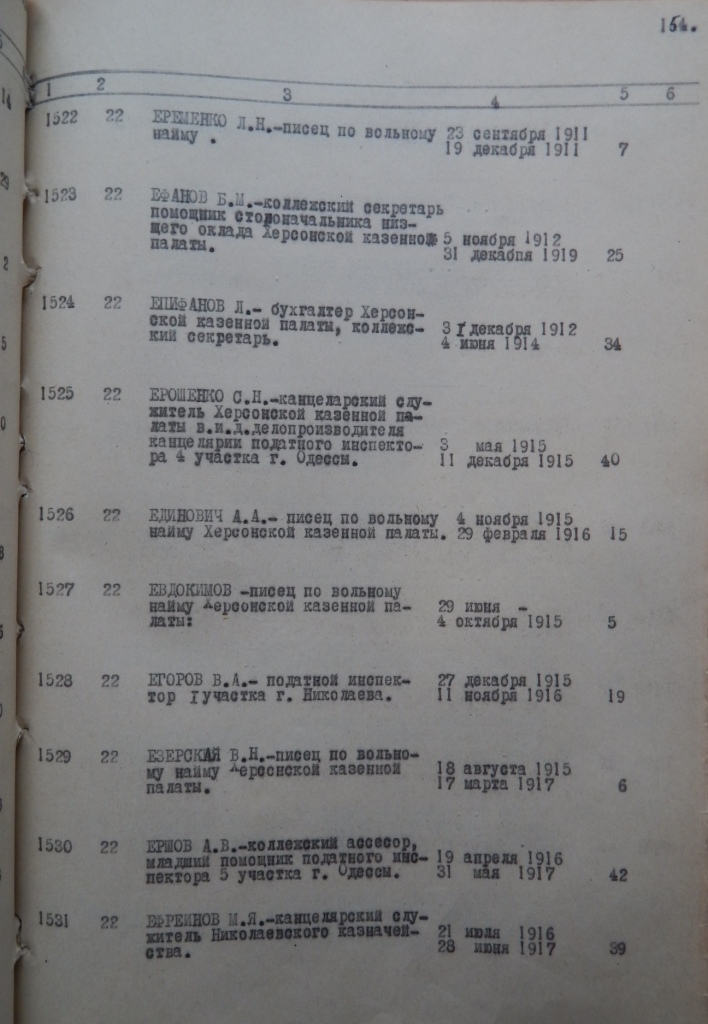 154.
1 2 3 4 5 6
1522 22 ЕРЕМЕНКО Л.Н.-писец по вольному 23 сентября 1911
найму . 19 декабря 1911 7
1523 22 ЕФАНОВ Б.М.-коллежский секретарь
помощник столоначальника низ-
щего оклада Херсонской казенной 5 ноября 1912
палаты. 31 декабпя 1919 25
1524 22 ЕПИФАНОВ Л.- бухгалтер Херсон-
ской казенной палаты, коллежс- 31 декабря 1912
кий секретарь. 4 июня 1914 34
1525 22 ЕРОШЕНКО С.Н.-канцеларский слу-
житель Херсонской казенной па-
латы в.и.д.делопроизводителя
канцелярии податного инспекто- 3 мая 1915
ра 4 участка г. Одессы. 11 декабря 1915 40
1526 22 ЕДИНОВИЧ А.А.- писец по вольному 4 ноября 1915
найму Херсонской казенной палаты. 29 февраля 1916 15
1527 22 ЕВДОКИМОВ -писец по вольному
найму Херсонской казенной па- 29 июня -
латы: 4 октября 1915 5
1528 22 ЕГОРОВ В.А.- податной инспек- 27 декабря 1915
тор I участка г. Николаева. 11 ноября 1916 19
1529 22 ЕЗЕРСКИЙ В.Н.-писец по вольно-
му найму Херсонской казенной 18 августа 1915
палаты. 17 марта 1917 6
1530 22 ЕРШОВ А.В.-коллежский ассесор,
младший помощник податного инс- 19 апреля 1916
пектора 5 участка г. Одессы. 31 мая 1917 42
1531 22 ЕФРЕИНОВ М.Я.-канцелярский слу-
житель Николаевского казначей- 21 июля 1916
ства. 28 июня 1917 39